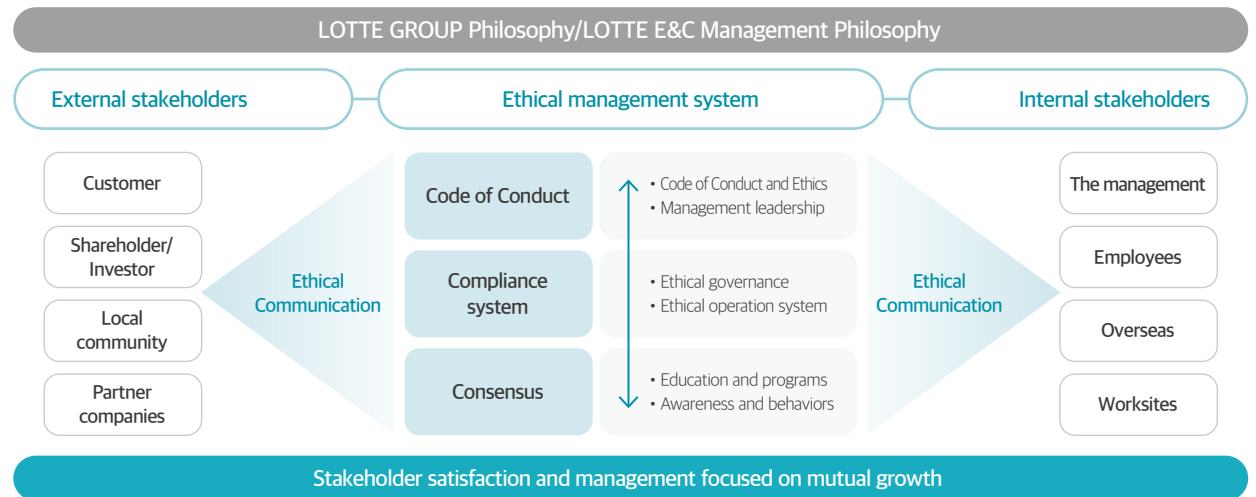 LOTTE GROUP Philosophy/LOTTE E&C Management Philosophy
External stakeholders
Ethical management system
Internal stakeholders
Customer
Shareholder/
Investor
Local
community
Partner
companies
Ethical
Communication
Code of Conduct
• Code of Conduct and Ethics
• Management leadership
Compliance
system
• Ethical governance
• Ethical operation system
Consensus
• Education and programs
• Awareness and behaviors
Ethical
Communication
The management
Employees
Overseas
Worksites
Stakeholder satisfaction and management focused on mutual growth